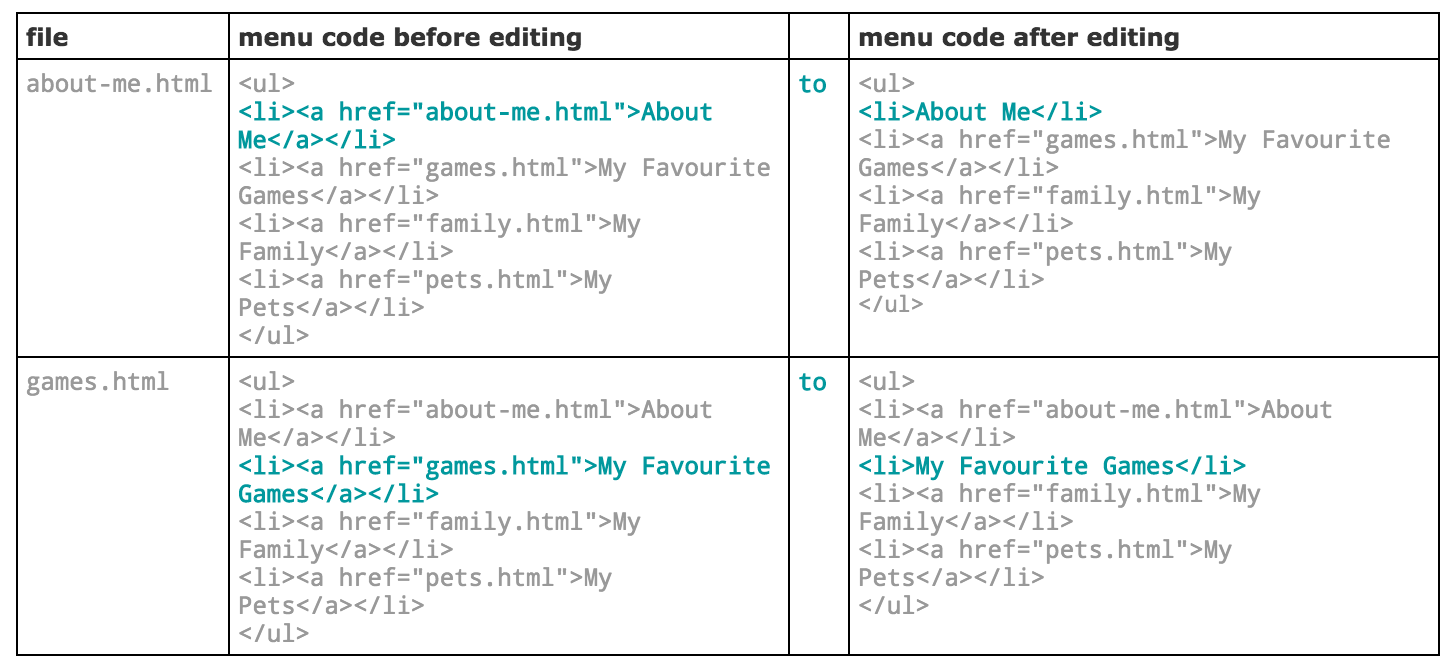 file
menu code before editing
menu code after editing
about-me.html
<ul>
<li><a href="about-me.html">About
Me</a></li>
<li><a href="games.html">My Favourite
Games</a></li>
<li><a href="family.html">My
Family</a></li>
<li><a href="pets.html">My
Pets</a></li>
</ul>
to
<ul>
<li>About Me</li>
<li><a href="games.html">My Favourite
Games</a></li>
<li><a href="family.html">My
Family</a></li>
<li><a href="pets.html">My
Pets</a></li>
</ul>
games.html
<ul>
<li><a href="about-me.html">About
Me</a></li>
<li><a href="games.html">My Favourite
Games</a></li>
<li><a href="family.html">My
Family</a></li>
<li><a href="pets.html">My
Pets</a></li>
</ul>
to
<ul>
<li><a href="about-me.html">About
Me</a></li>
<li>My Favourite Games</li>
<li><a href="family.html">My
Family</a></li>
<li><a href="pets.html">My
Pets</a></li>
</ul>